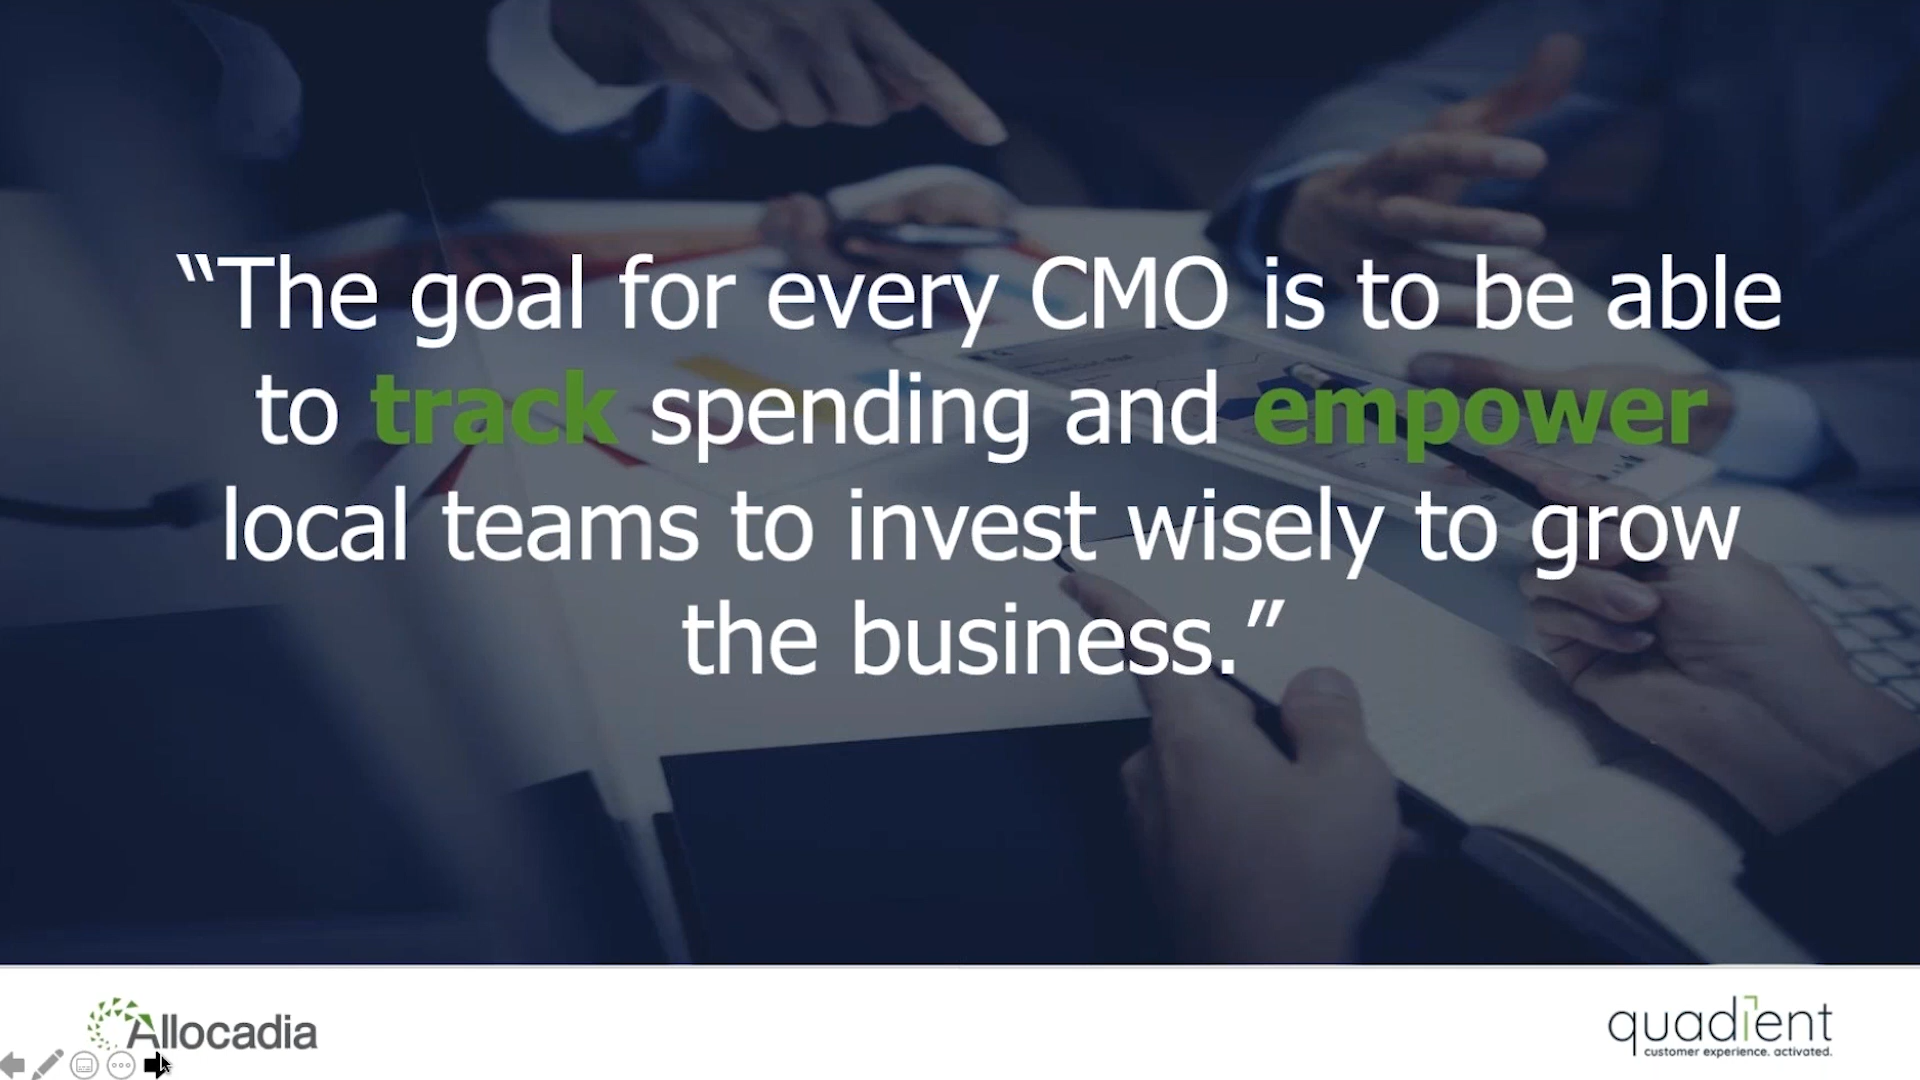 “The goal for every CMO is to be able
to track spending and empower
local teams to invest wisely to grow
the business.”
Allocadia
quadient
customer experience. activated.